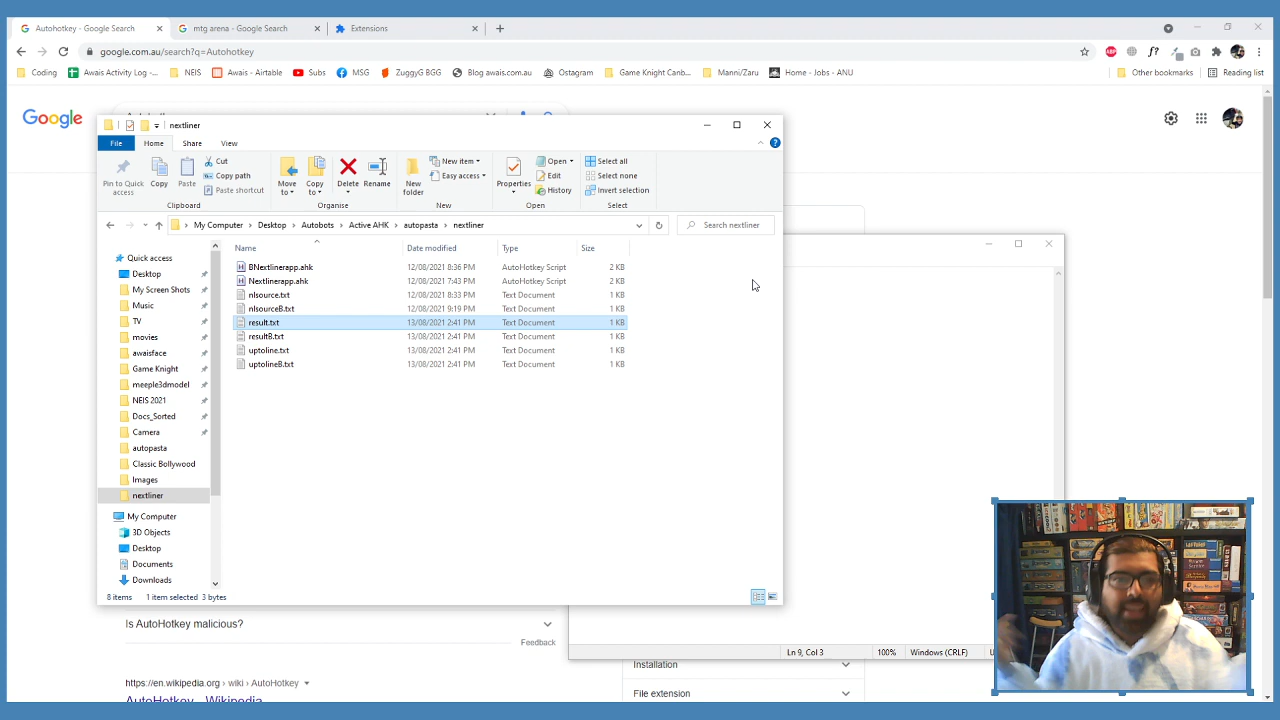 Autohotkey - Google Search
mtg arena - Google Search
Extensions
google.com.au/search?q=Autohotkey
ABP
f?
Coding
Awais Activity Log -...
NEIS
Awais - Airtable
Subs
MSG
ZuggyG BGG
Blog awais.com.au
Ostagram
Game Knight Canb...
Manni/Zaru
Home - Jobs - ANU
Other bookmarks
Reading list
Google
nextliner
File
Home
Share
View
Pin to Quick access
Copy
Paste
Cut
Copy path
Paste shortcut
Move to
Copy to
Delete
Rename
New folder
New item
Easy access
Properties
Open
Edit
History
Select all
Select none
Invert selection
Clipboard
Organise
New
Open
Select
My Computer
Desktop
Autobots
Active AHK
autopasta
nextliner
Search nextliner
Name
Date modified
Type
Size
BNextlinerapp.ahk 12/08/2021 8:36 PM AutoHotkey Script 2 KB
Nextlinerapp.ahk 12/08/2021 7:43 PM AutoHotkey Script 2 KB
nlsource.txt 12/08/2021 8:33 PM Text Document 1 KB
nlsourceB.txt 12/08/2021 9:19 PM Text Document 1 KB
result.txt 13/08/2021 2:41 PM Text Document 1 KB
resultB.txt 13/08/2021 2:41 PM Text Document 1 KB
uptoline.txt 13/08/2021 2:41 PM Text Document 1 KB
uptolineB.txt 13/08/2021 2:41 PM Text Document 1 KB
Quick access
Desktop
My Screen Shots
Music
TV
movies
awaisface
Game Knight
meeple3dmodel
NEIS 2021
Docs_Sorted
Camera
autopasta
Classic Bollywood
Images
nextliner
My Computer
3D Objects
Desktop
Documents
Downloads
8 items
1 item selected
3 bytes
Ln 9, Col 3
100%
Windows (CRLF)
Is AutoHotkey malicious?
Feedback
Installation
File extension
https://en.wikipedia.org › wiki › AutoHotkey
AutoHotkey - Wikipedia